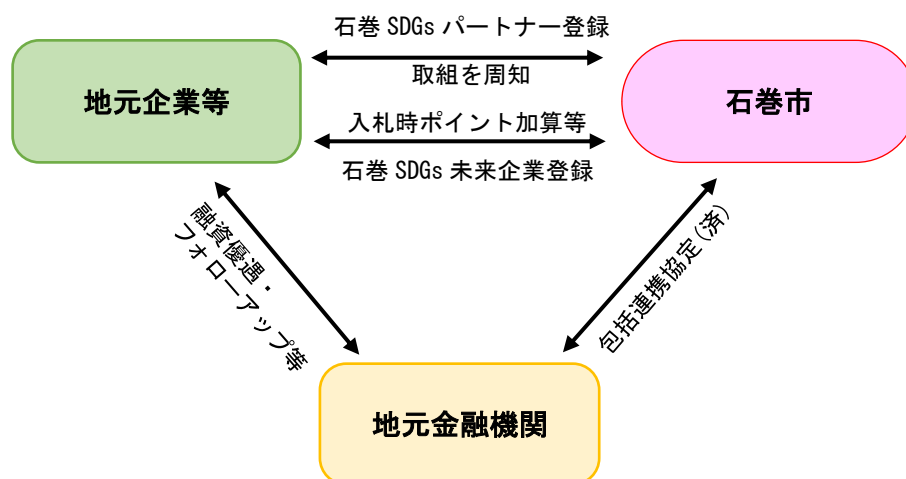 石巻 SDGs パートナー登録
取組を周知
地元企業等
石巻市
入札時ポイント加算等
石巻 SDGs 未来企業登録
融資優遇・
フォローアップ等
包括連携協定(済)
地元金融機関